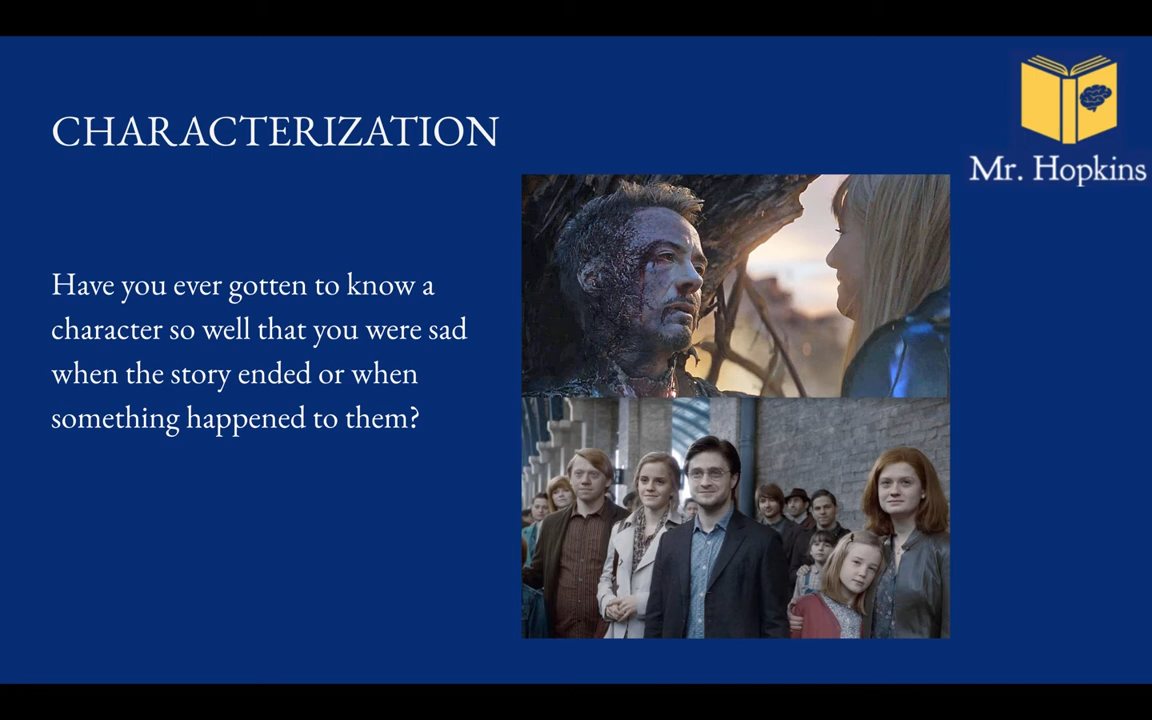 CHARACTERIZATION
Mr. Hopkins
Have you ever gotten to know a
character so well that you were sad
when the story ended or when
something happened to them?